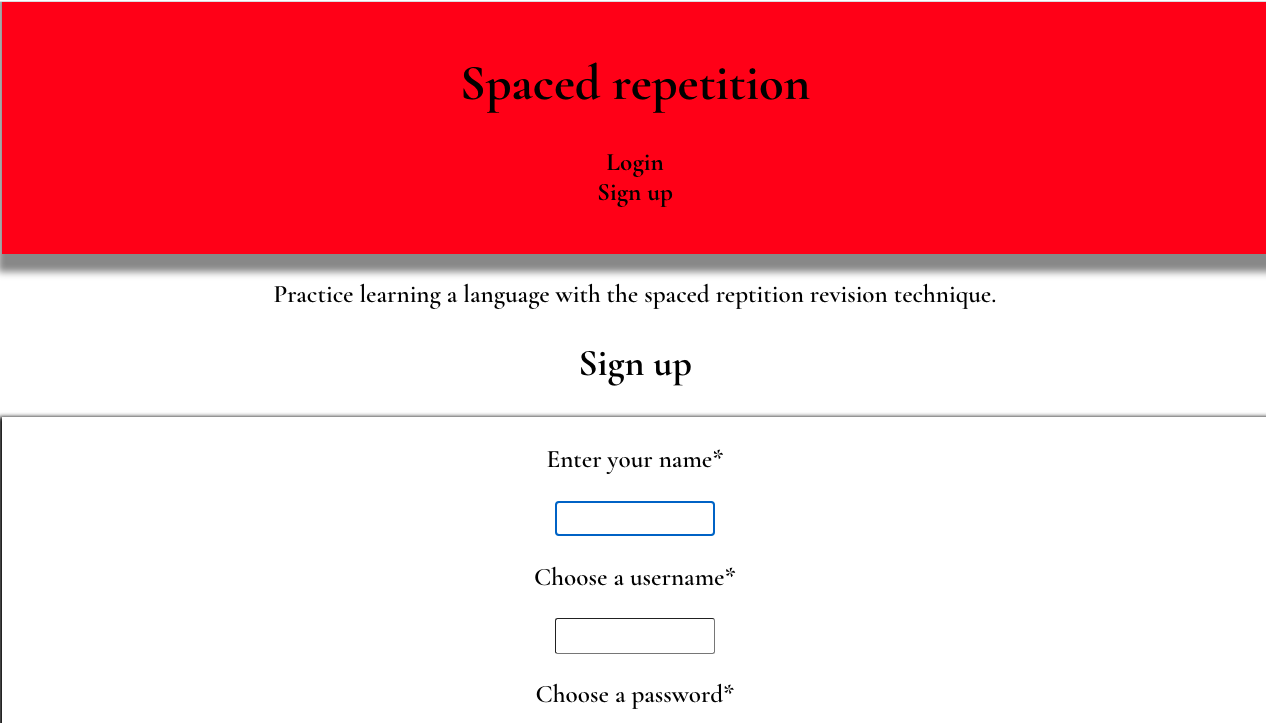 Spaced repetition
Login
Sign up
Practice learning a language with the spaced reptition revision technique.
Sign up
Enter your name*
Choose a username*
Choose a password*